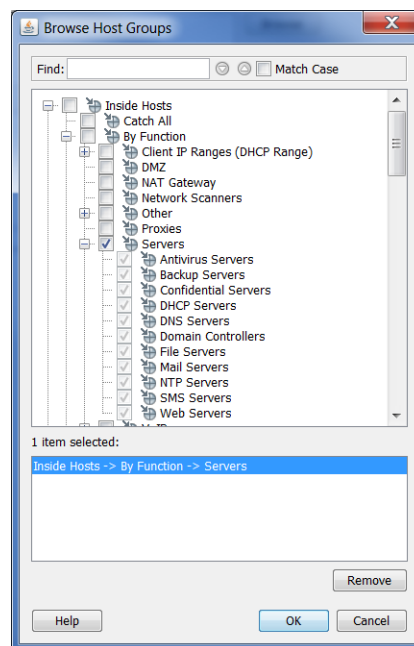 Browse Host Groups
Find:
Match Case
Inside Hosts
Catch All
By Function
Client IP Ranges (DHCP Range)
DMZ
NAT Gateway
Network Scanners
Other
Proxies
Servers
Antivirus Servers
Backup Servers
Confidential Servers
DHCP Servers
DNS Servers
Domain Controllers
File Servers
Mail Servers
NTP Servers
SMS Servers
Web Servers
1 item selected:
Inside Hosts -> By Function -> Servers
Remove
Help
OK
Cancel